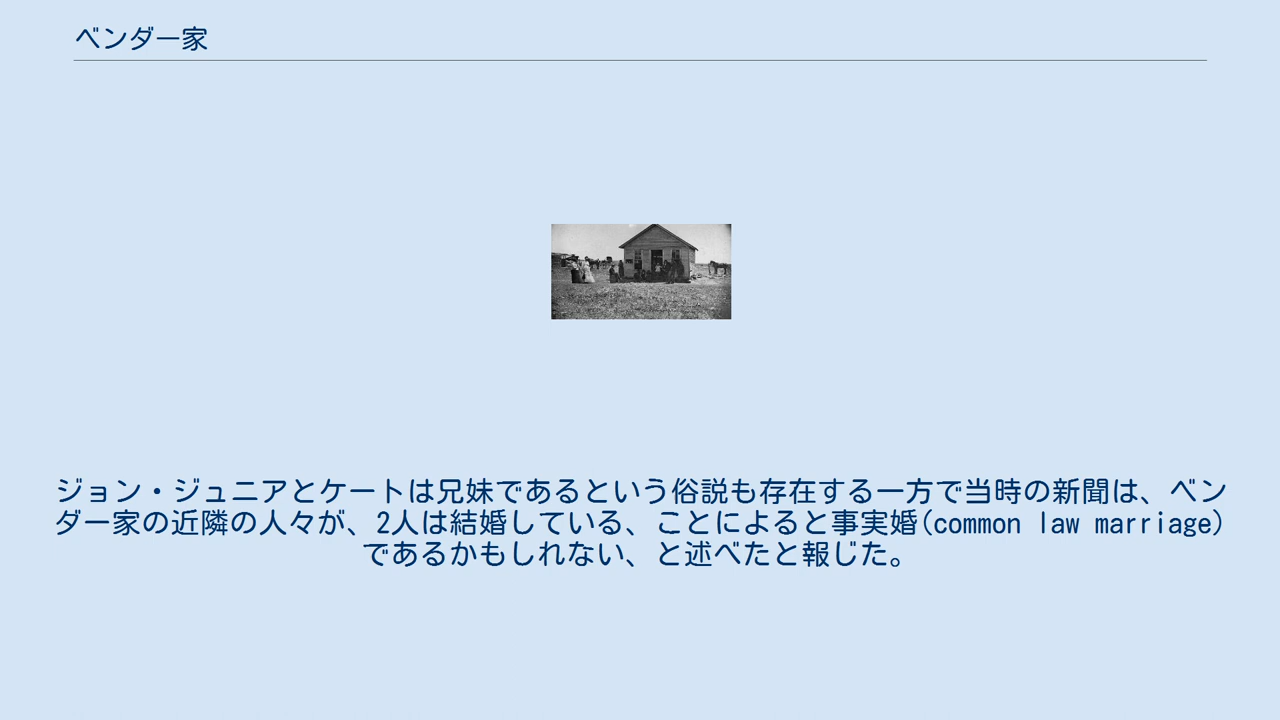 ベンダー家
ジョン・ジュニアとケートは兄妹であるという俗説も存在する一方で当時の新聞は、ベン
ダー家の近隣の人々が、2人は結婚している、ことによると事実婚(common law marriage)
であるかもしれない、と述べたと報じた。